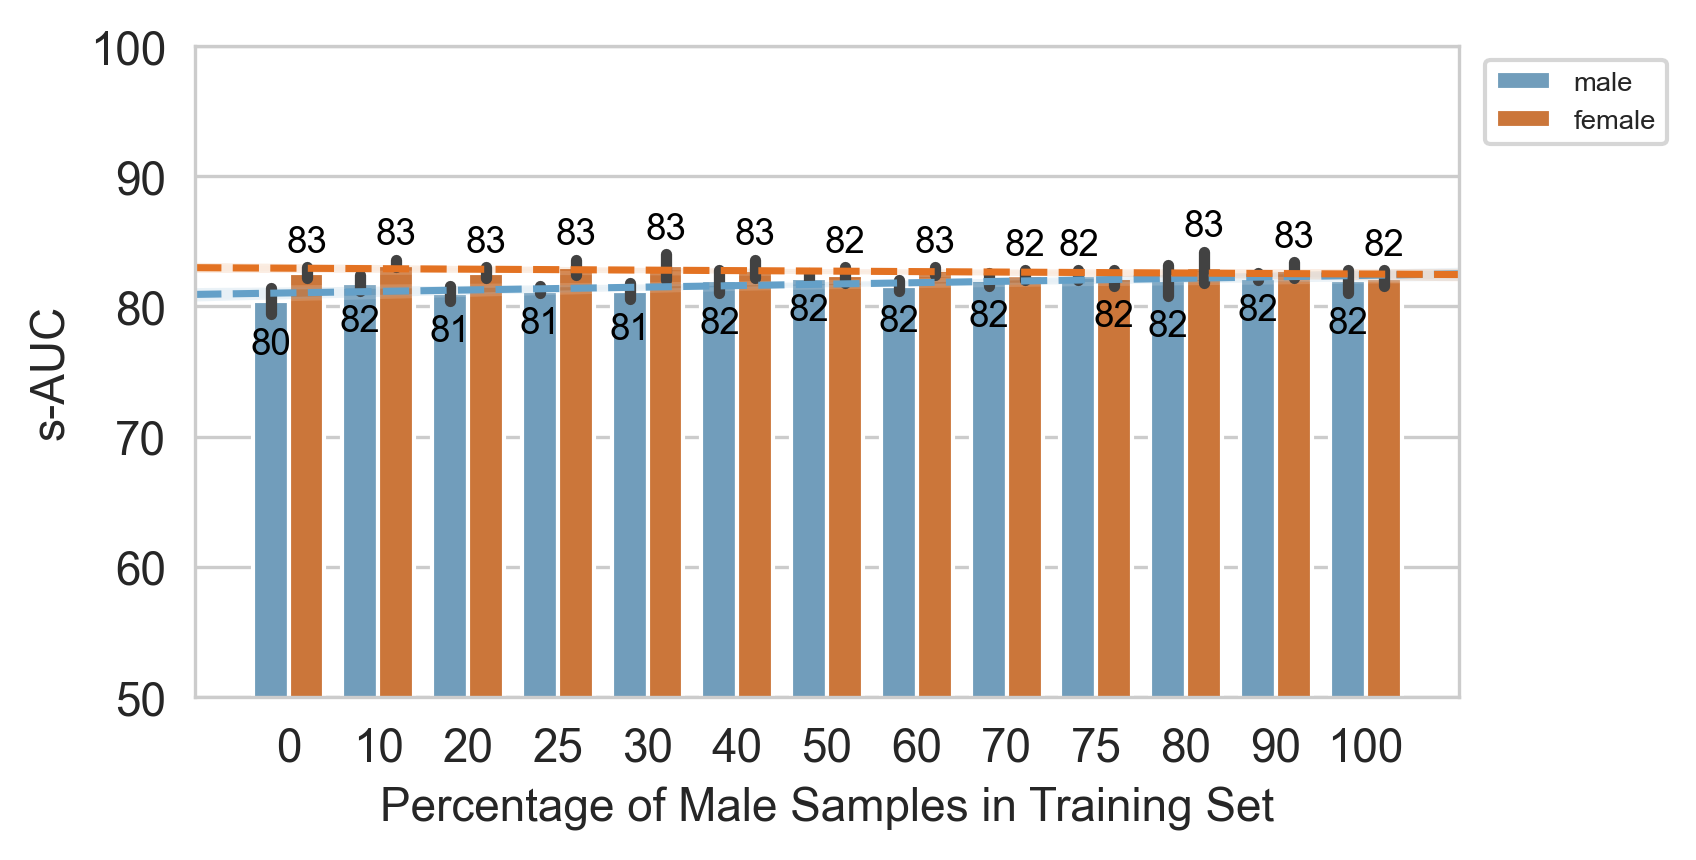 100
90
80
70
60
50
s-AUC
83 83 83 83 83 83 82 83 82 82 83 83 82
80 82 81 81 81 82 82 82 82 82 82 82 82
0 10 20 25 30 40 50 60 70 75 80 90 100
Percentage of Male Samples in Training Set
male
female